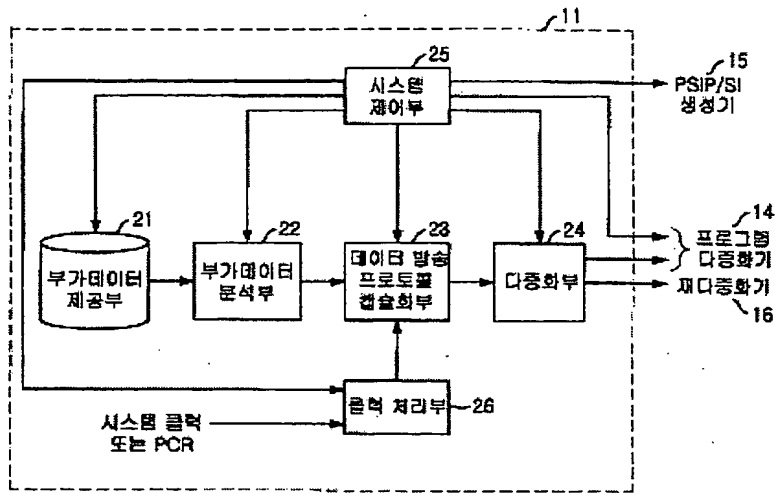 11
25
시스템
제어부
15
PSIP/SI
생성기
21
부가데이터
제공부
22
부가데이터
분석부
23
데이터 방송
프로토콜
캡슐화부
24
다중화부
14
프로그램
다중화기
재다중화기
16
클럭 처리부
26
시스템 클럭
또는 PCR